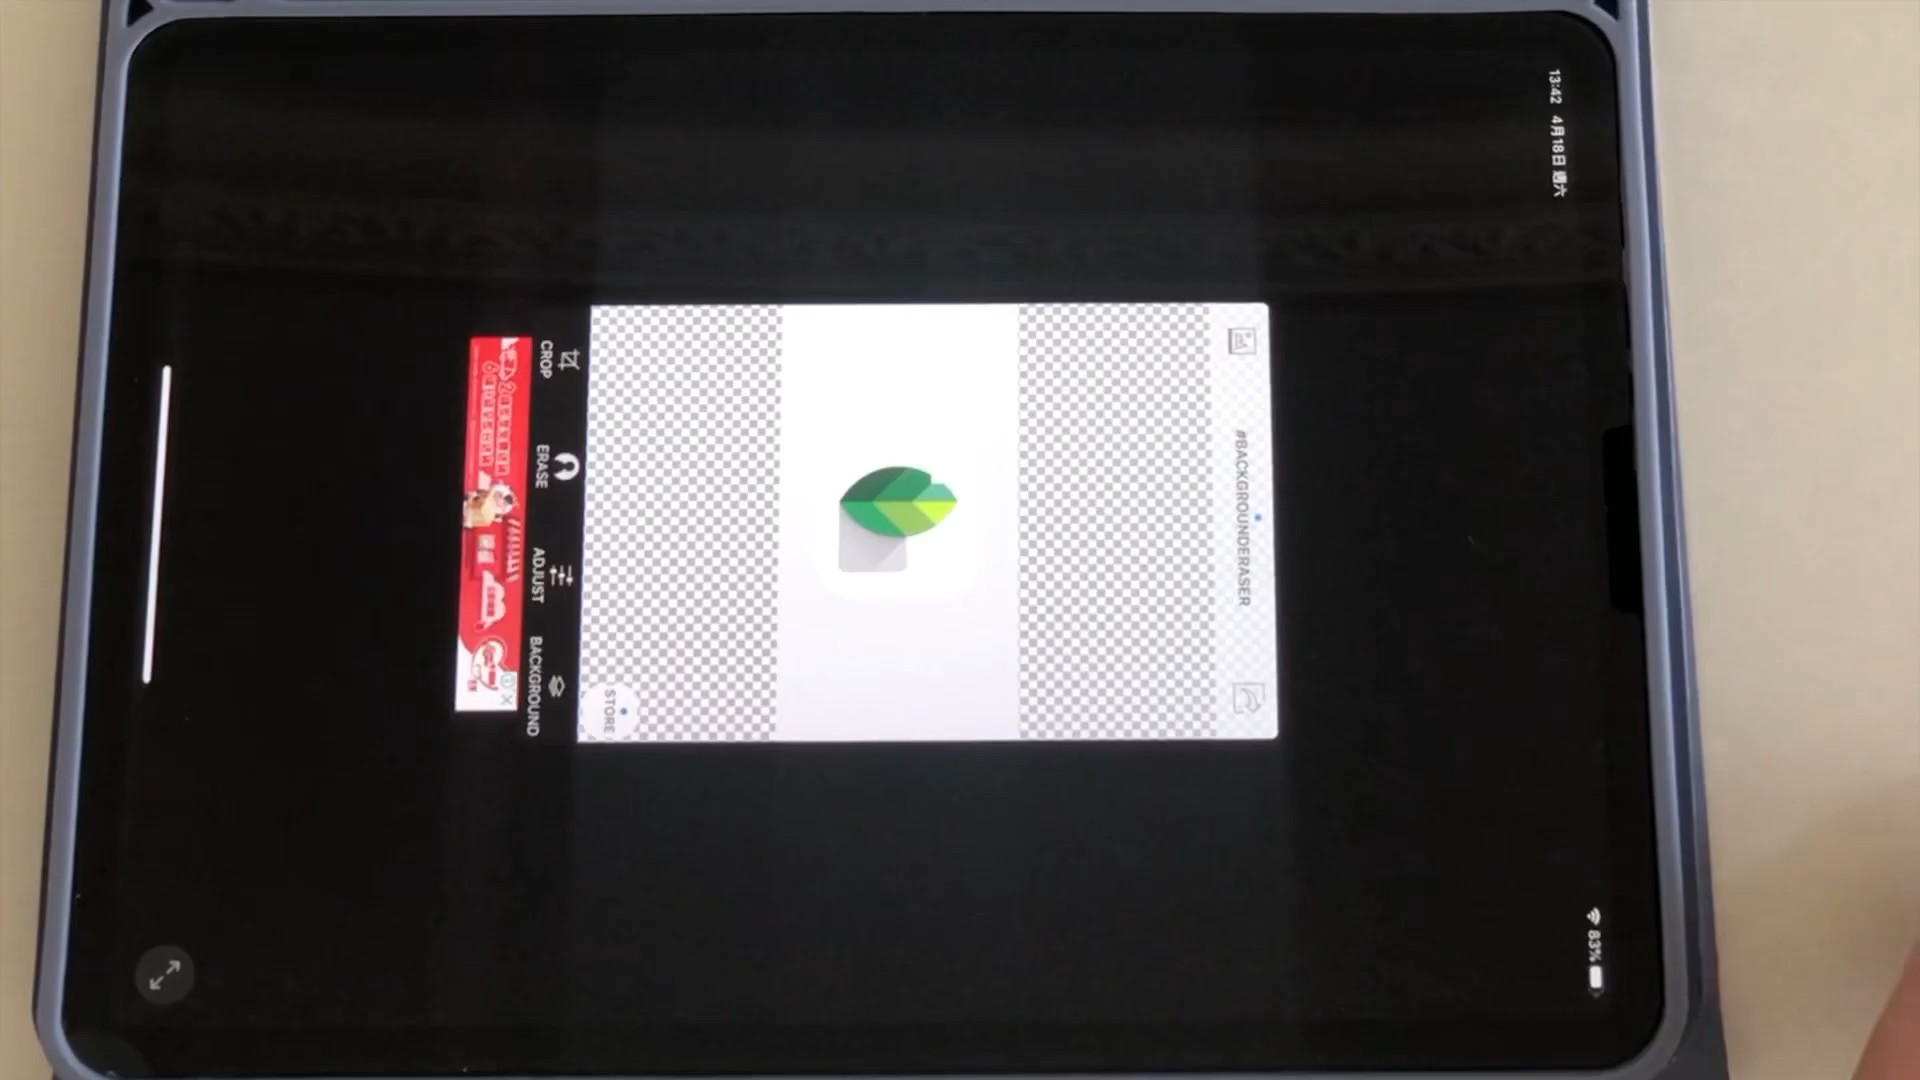 13:42 4月18日 週六
83%
#BACKGROUNDERASER
STORE
CROP
ERASE
ADJUST
BACKGROUND